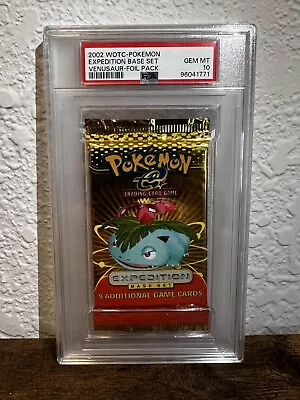 2002 WOTC-POKEMON
EXPEDITION BASE SET
VENUSAUR-FOIL PACK
GEM MT
10
96041771
PSA
POKéMON
e
TRADING CARD GAME
EXPEDITION
BASE SET
9 ADDITIONAL GAME CARDS